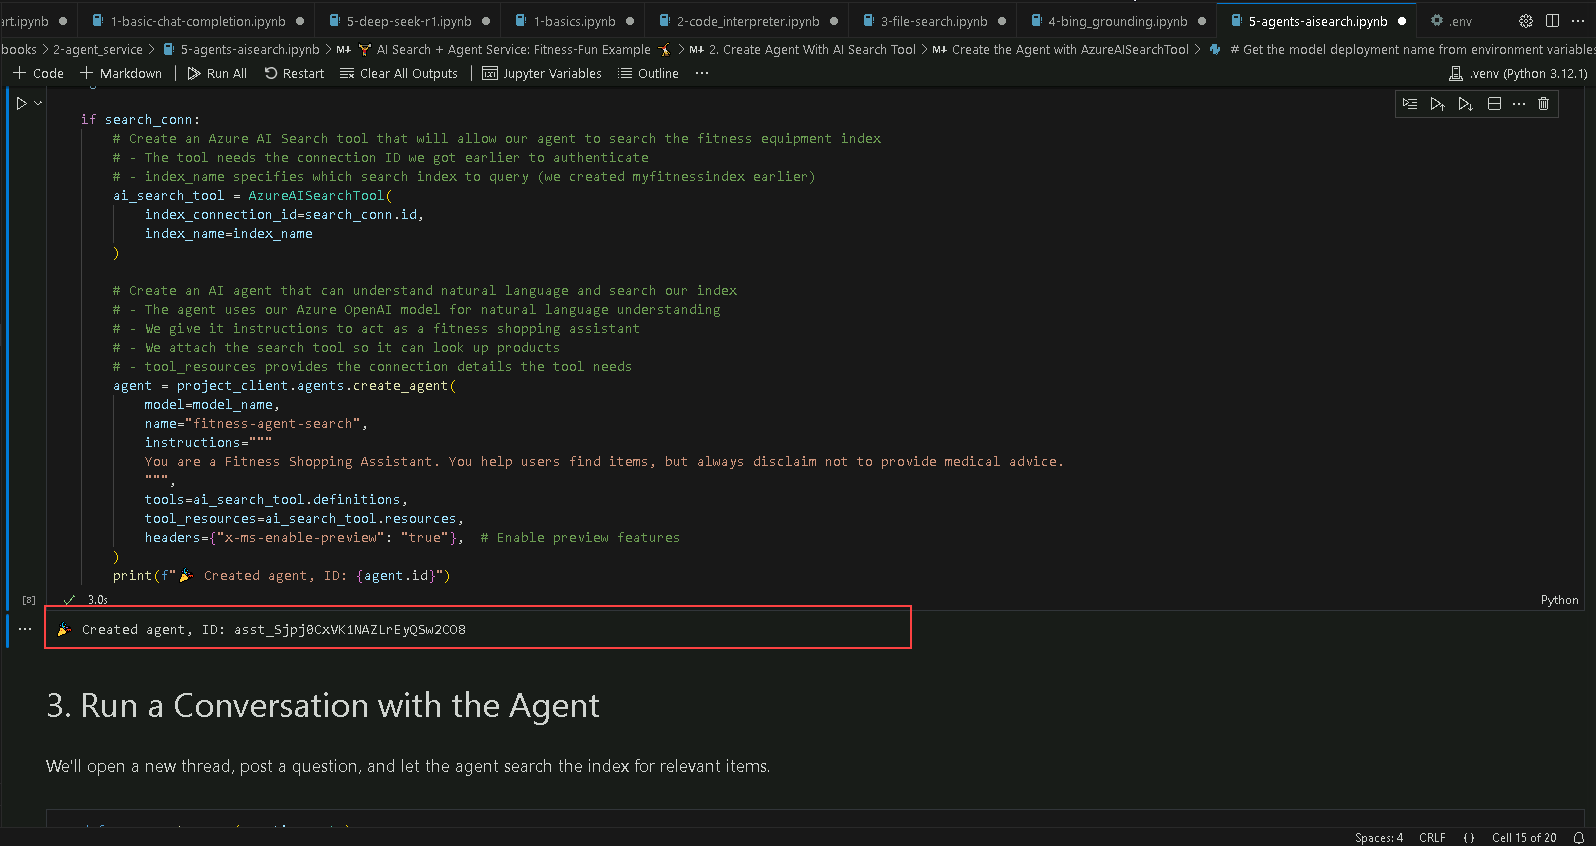 art.ipynb
1-basic-chat-completion.ipynb
5-deep-seek-r1.ipynb
1-basics.ipynb
2-code_interpreter.ipynb
3-file-search.ipynb
4-bing_grounding.ipynb
5-agents-aisearch.ipynb
.env
books > 2-agent_service > 5-agents-aisearch.ipynb > M↓ 🏋 AI Search + Agent Service: Fitness-Fun Example 🤸 > M↓ 2. Create Agent With AI Search Tool > M↓ Create the Agent with AzureAISearchTool > # Get the model deployment name from environment variables
+ Code + Markdown | Run All Restart Clear All Outputs | Jupyter Variables Outline ...
.venv (Python 3.12.1)
if search_conn:
# Create an Azure AI Search tool that will allow our agent to search the fitness equipment index
# - The tool needs the connection ID we got earlier to authenticate
# - index_name specifies which search index to query (we created myfitnessindex earlier)
ai_search_tool = AzureAISearchTool(
index_connection_id=search_conn.id,
index_name=index_name
)
# Create an AI agent that can understand natural language and search our index
# - The agent uses our Azure OpenAI model for natural language understanding
# - We give it instructions to act as a fitness shopping assistant
# - We attach the search tool so it can look up products
# - tool_resources provides the connection details the tool needs
agent = project_client.agents.create_agent(
model=model_name,
name="fitness-agent-search",
instructions="""
You are a Fitness Shopping Assistant. You help users find items, but always disclaim not to provide medical advice.
""",
tools=ai_search_tool.definitions,
tool_resources=ai_search_tool.resources,
headers={"x-ms-enable-preview": "true"},  # Enable preview features
)
print(f"🎉 Created agent, ID: {agent.id}")
[8]
✓ 3.0s
Python
🎉 Created agent, ID: asst_Sjpj0CxVK1NAZLrEyQSw2CO8
3. Run a Conversation with the Agent
We'll open a new thread, post a question, and let the agent search the index for relevant items.
Spaces: 4 CRLF {} Cell 15 of 20